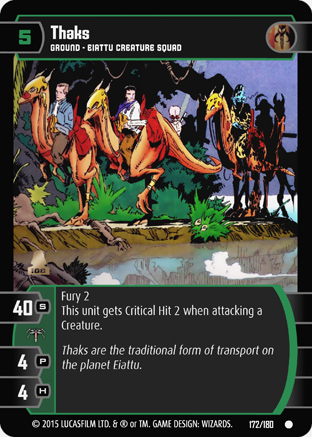 5
Thaks
GROUND - EIATTU CREATURE SQUAD
40 S
4 P
4 H
Fury 2
This unit gets Critical Hit 2 when attacking a
Creature.
Thaks are the traditional form of transport on
the planet Eiattu.
© 2015 LUCASFILM LTD. & ® or TM. GAME DESIGN: WIZARDS.
172/180